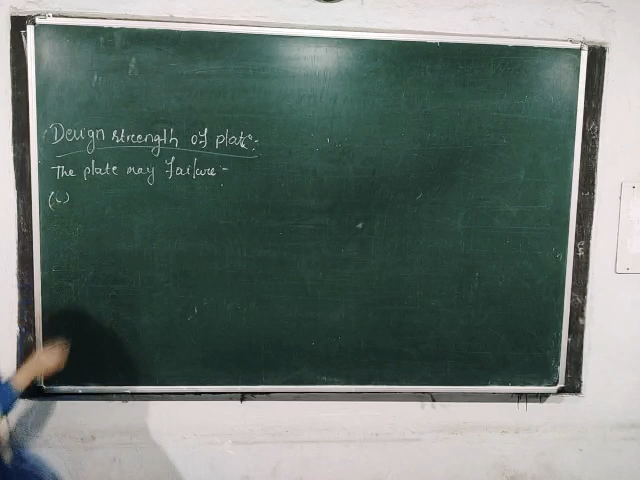 Design strength of plate:-
The plate may failure -
(i)